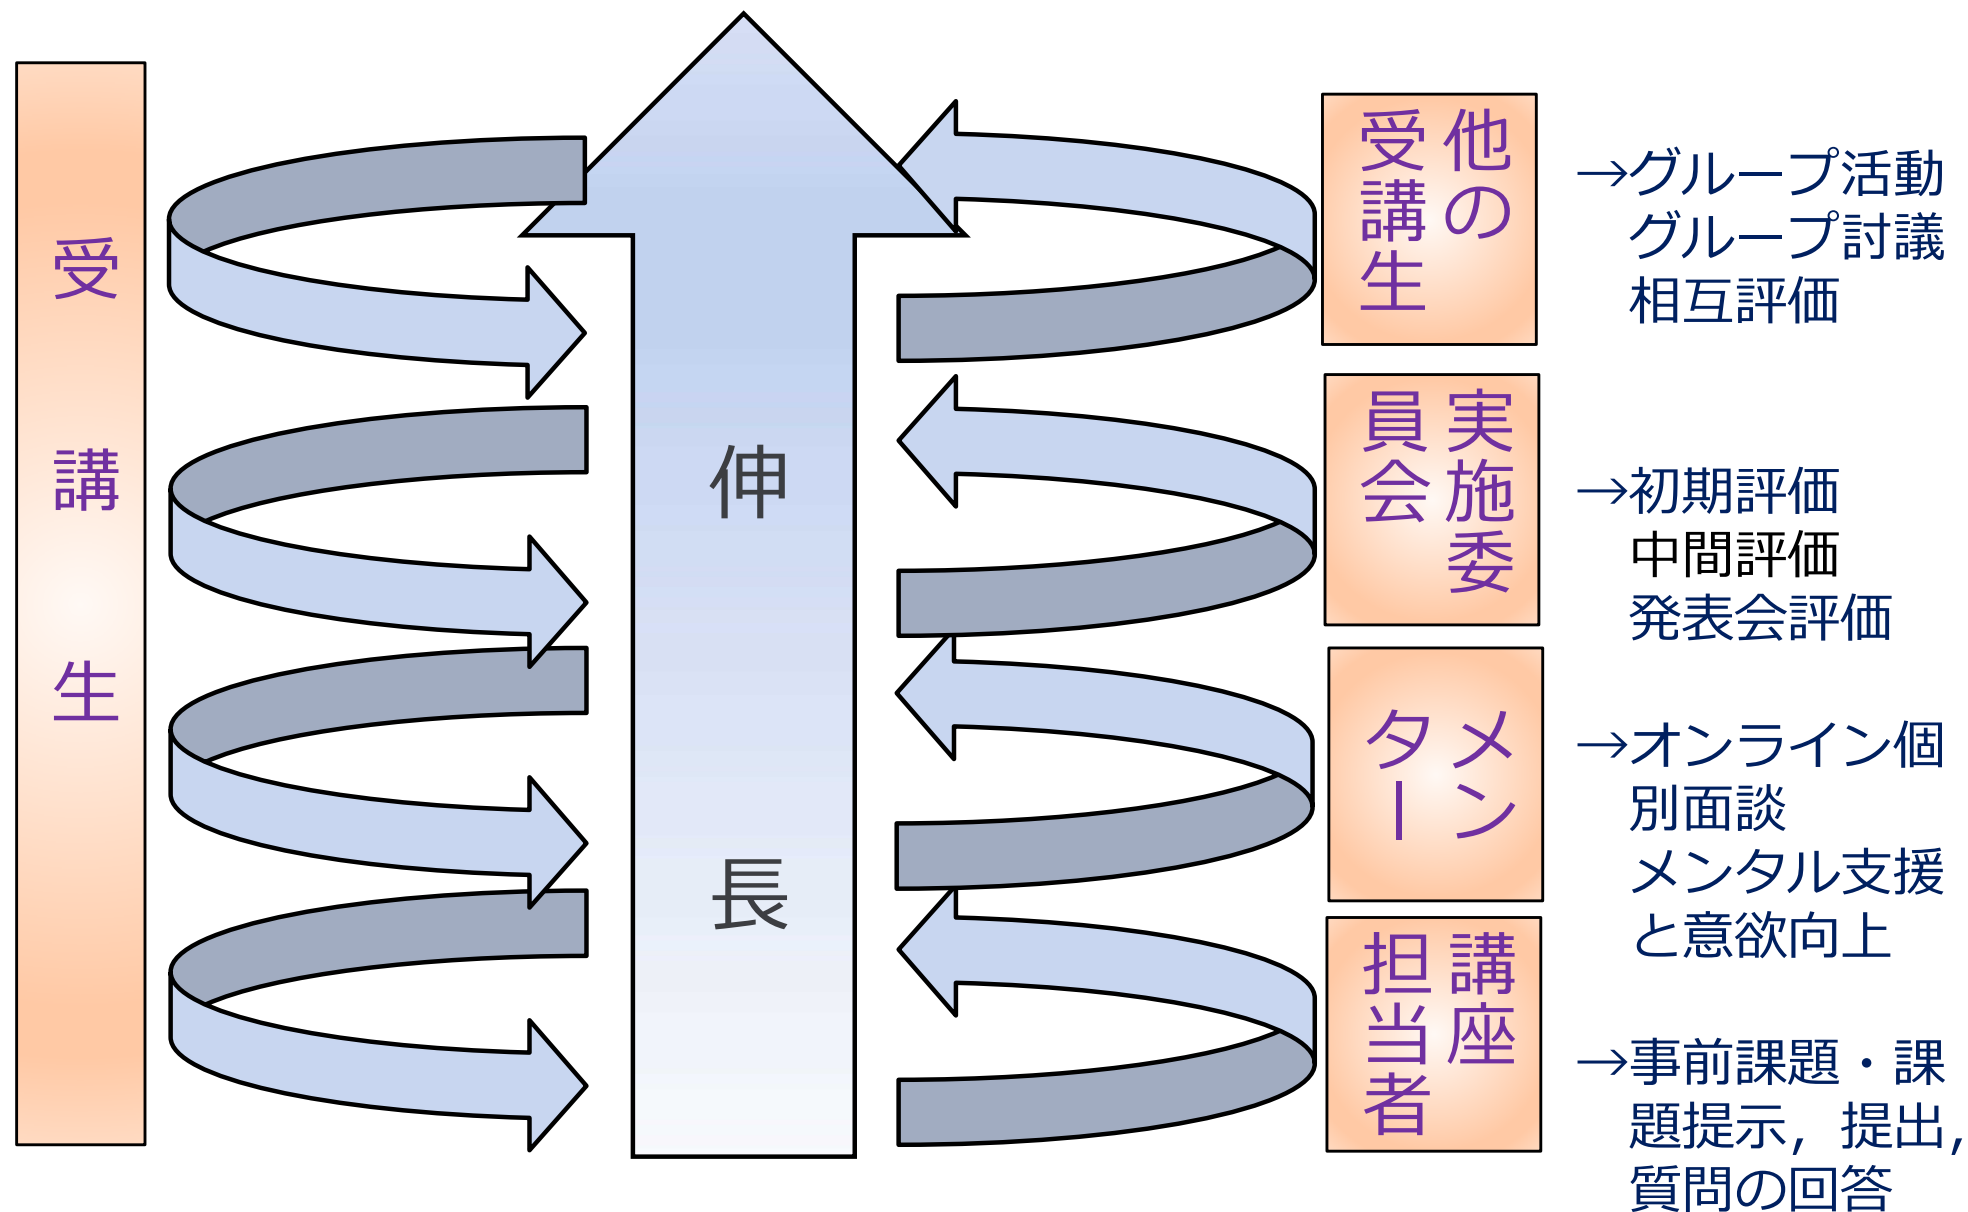 受講生
伸長
他の
受講生
→グループ活動
グループ討議
相互評価
実施委
員会
→初期評価
中間評価
発表会評価
メン
ター
→オンライン個
別面談
メンタル支援
と意欲向上
講座
担当者
→事前課題・課
題提示，提出，
質問の回答